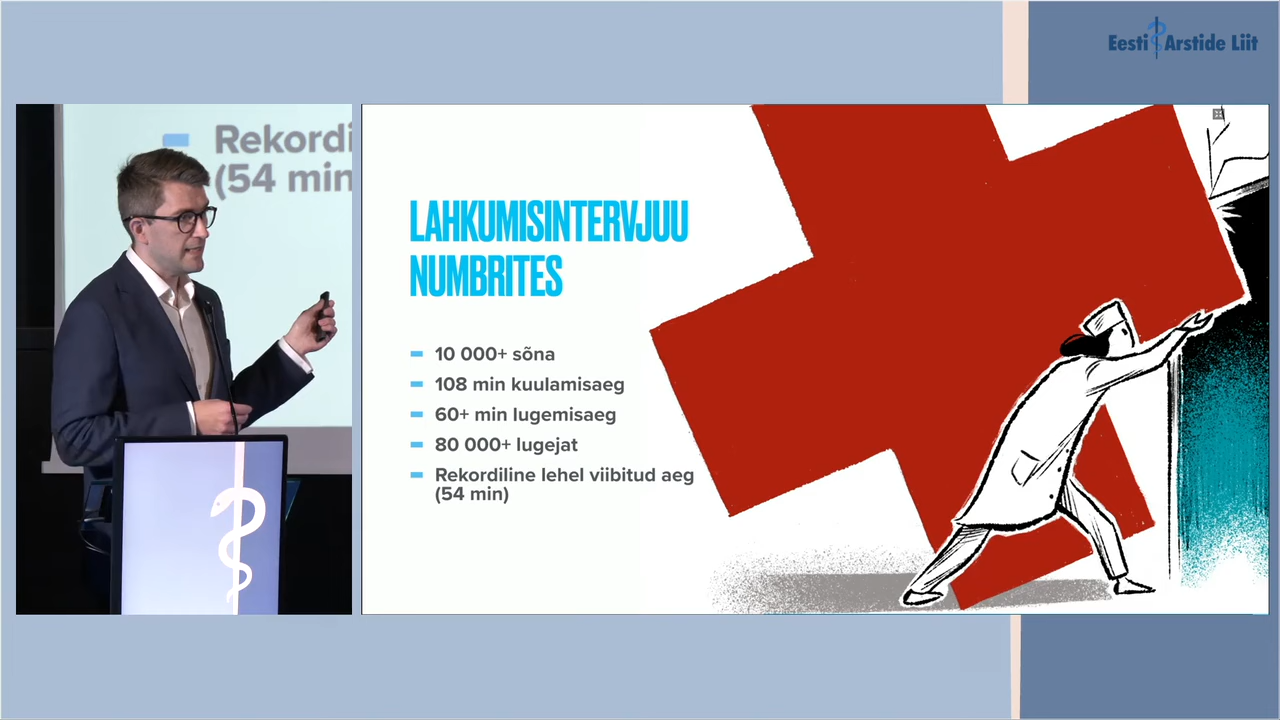 Eesti Arstide Liit
Rekordi
(54 min
LAHKUMISINTERVJUU
NUMBRITES
10 000+ sõna
108 min kuulamisaeg
60+ min lugemisaeg
80 000+ lugejat
Rekordiline lehel viibitud aeg
(54 min)